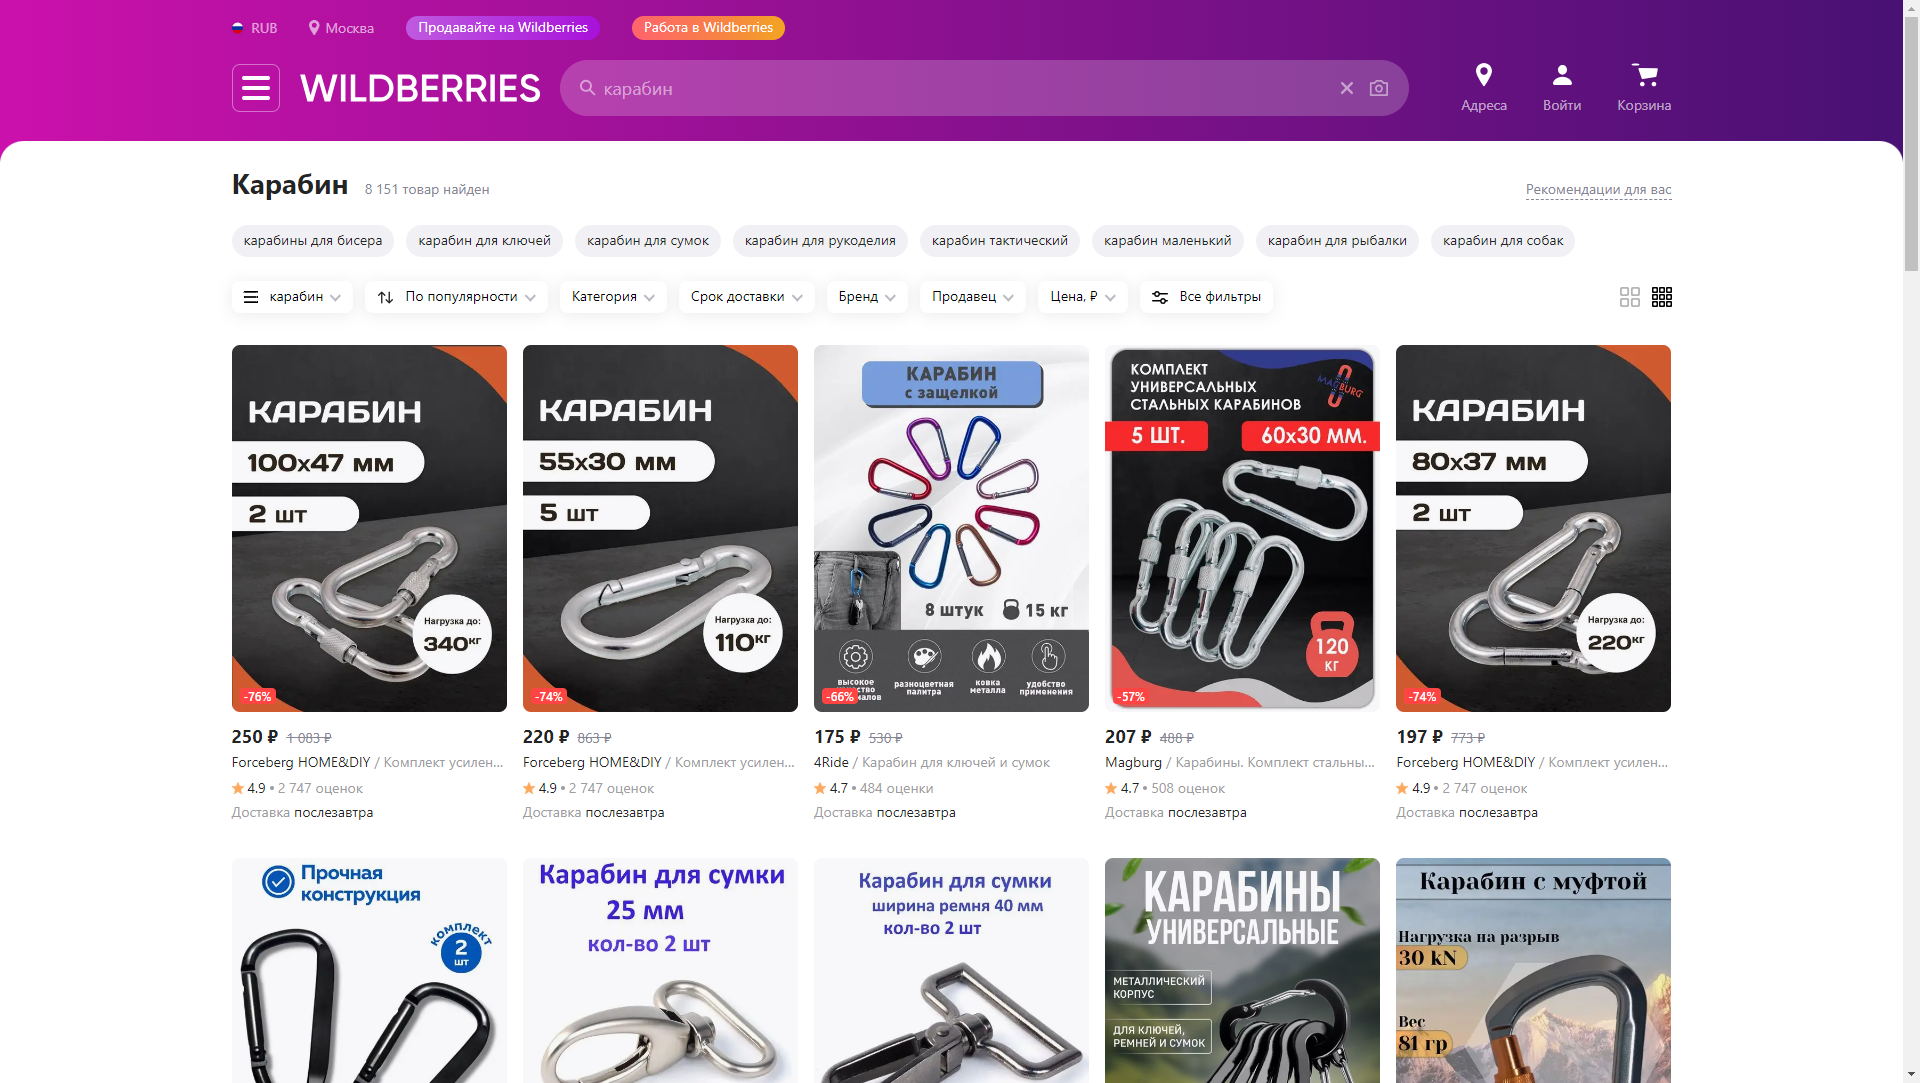 RUB
Москва
Продавайте на Wildberries
Работа в Wildberries
WILDBERRIES
карабин
Адреса
Войти
Корзина
Карабин
8 151 товар найден
Рекомендации для вас
карабины для бисера
карабин для ключей
карабин для сумок
карабин для рукоделия
карабин тактический
карабин маленький
карабин для рыбалки
карабин для собак
карабин
По популярности
Категория
Срок доставки
Бренд
Продавец
Цена, ₽
Все фильтры
КАРАБИН
100x47 мм
2 шт
Нагрузка до:
340кг
-76%
250 ₽ 1 083 ₽
Forceberg HOME&DIY / Комплект усилен...
4.9 • 2 747 оценок
Доставка послезавтра
КАРАБИН
55x30 мм
5 шт
Нагрузка до:
110кг
-74%
220 ₽ 863 ₽
Forceberg HOME&DIY / Комплект усилен...
4.9 • 2 747 оценок
Доставка послезавтра
КАРАБИН
с защелкой
8 штук
15 кг
высокое
разноцветная
палитра
ковка
металла
удобство
применения
-66%
175 ₽ 530 ₽
4Ride / Карабин для ключей и сумок
4.7 • 484 оценки
Доставка послезавтра
КОМПЛЕКТ
УНИВЕРСАЛЬНЫХ
СТАЛЬНЫХ КАРАБИНОВ
MAGBURG
5 ШТ.
60x30 ММ.
120
КГ
-57%
207 ₽ 488 ₽
Magburg / Карабины. Комплект стальны...
4.7 • 508 оценок
Доставка послезавтра
КАРАБИН
80x37 мм
2 шт
Нагрузка до:
220кг
-74%
197 ₽ 773 ₽
Forceberg HOME&DIY / Комплект усилен...
4.9 • 2 747 оценок
Доставка послезавтра
Прочная
конструкция
комплект
2
шт
Карабин для сумки
25 мм
кол-во 2 шт
Карабин для сумки
ширина ремня 40 мм
кол-во 2 шт
КАРАБИНЫ
УНИВЕРСАЛЬНЫЕ
МЕТАЛЛИЧЕСКИЙ
КОРПУС
ДЛЯ КЛЮЧЕЙ,
РЕМНЕЙ И СУМОК
Карабин с муфтой
Нагрузка на разрыв
30 kN
Вес
81 гр